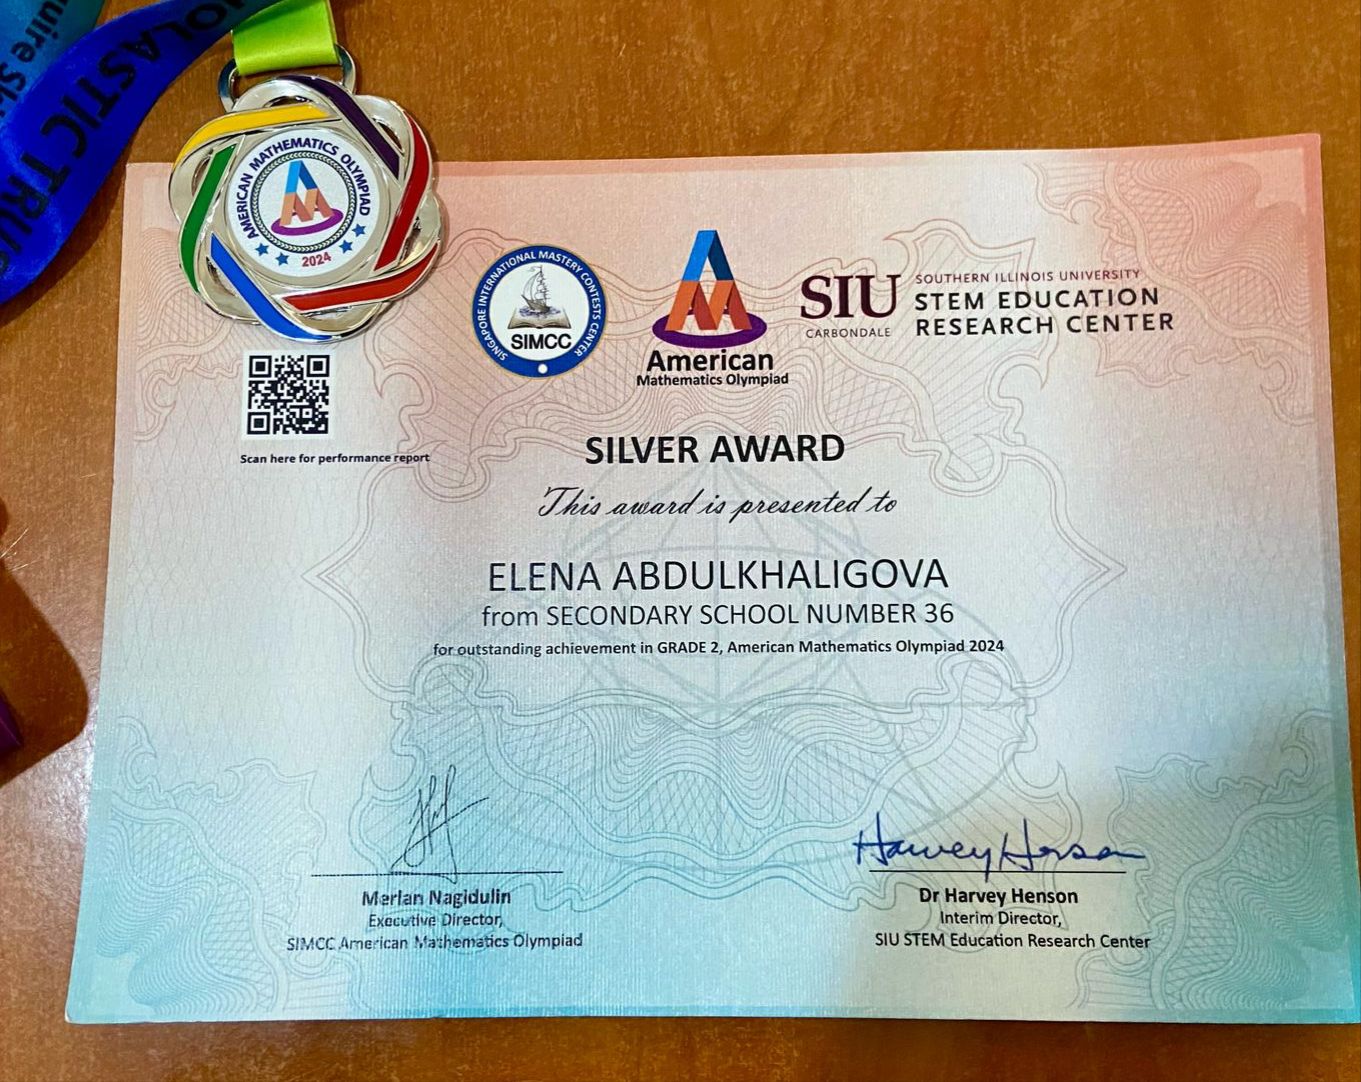 OLASTIC TRUS
AMERICAN MATHEMATICS OLYMPIAD
2024
SINGAPORE INTERNATIONAL MASTERY CONTESTS CENTER
SIMCC
American
Mathematics Olympiad
SIU
CARBONDALE
SOUTHERN ILLINOIS UNIVERSITY
STEM EDUCATION
RESEARCH CENTER
Scan here for performance report
SILVER AWARD
This award is presented to
ELENA ABDULKHALIGOVA
from SECONDARY SCHOOL NUMBER 36
for outstanding achievement in GRADE 2, American Mathematics Olympiad 2024
Harvey Henson
Merlan Nagidulin
Executive Director,
SIMCC American Mathematics Olympiad
Dr Harvey Henson
Interim Director,
SIU STEM Education Research Center